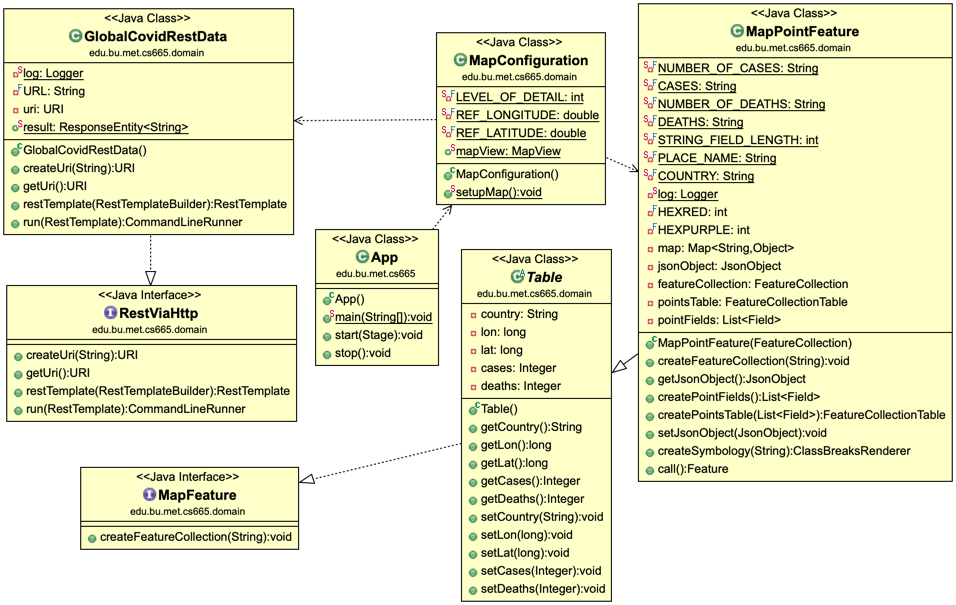 <<Java Class>>
GlobalCovidRestData
edu.bu.met.cs665.domain
log: Logger
URL: String
uri: URI
result: ResponseEntity<String>
GlobalCovidRestData()
createUri(String):URI
getUri():URI
restTemplate(RestTemplateBuilder):RestTemplate
run(RestTemplate):CommandLineRunner
<<Java Class>>
MapConfiguration
edu.bu.met.cs665.domain
LEVEL_OF_DETAIL: int
REF_LONGITUDE: double
REF_LATITUDE: double
mapView: MapView
MapConfiguration()
setupMap():void
<<Java Class>>
MapPointFeature
edu.bu.met.cs665.domain
NUMBER_OF_CASES: String
CASES: String
NUMBER_OF_DEATHS: String
DEATHS: String
STRING_FIELD_LENGTH: int
PLACE_NAME: String
COUNTRY: String
log: Logger
HEXRED: int
HEXPURPLE: int
map: Map<String,Object>
jsonObject: JsonObject
featureCollection: FeatureCollection
pointsTable: FeatureCollectionTable
pointFields: List<Field>
MapPointFeature(FeatureCollection)
createFeatureCollection(String):void
getJsonObject():JsonObject
createPointFields():List<Field>
createPointsTable(List<Field>):FeatureCollectionTable
setJsonObject(JsonObject):void
createSymbology(String):ClassBreaksRenderer
call():Feature
<<Java Class>>
App
edu.bu.met.cs665
App()
main(String[]):void
start(Stage):void
stop():void
<<Java Class>>
Table
edu.bu.met.cs665.domain
country: String
lon: long
lat: long
cases: Integer
deaths: Integer
Table()
getCountry():String
getLon():long
getLat():long
getCases():Integer
getDeaths():Integer
setCountry(String):void
setLon(long):void
setLat(long):void
setCases(Integer):void
setDeaths(Integer):void
<<Java Interface>>
RestViaHttp
edu.bu.met.cs665.domain
createUri(String):URI
getUri():URI
restTemplate(RestTemplateBuilder):RestTemplate
run(RestTemplate):CommandLineRunner
<<Java Interface>>
MapFeature
edu.bu.met.cs665.domain
createFeatureCollection(String):void